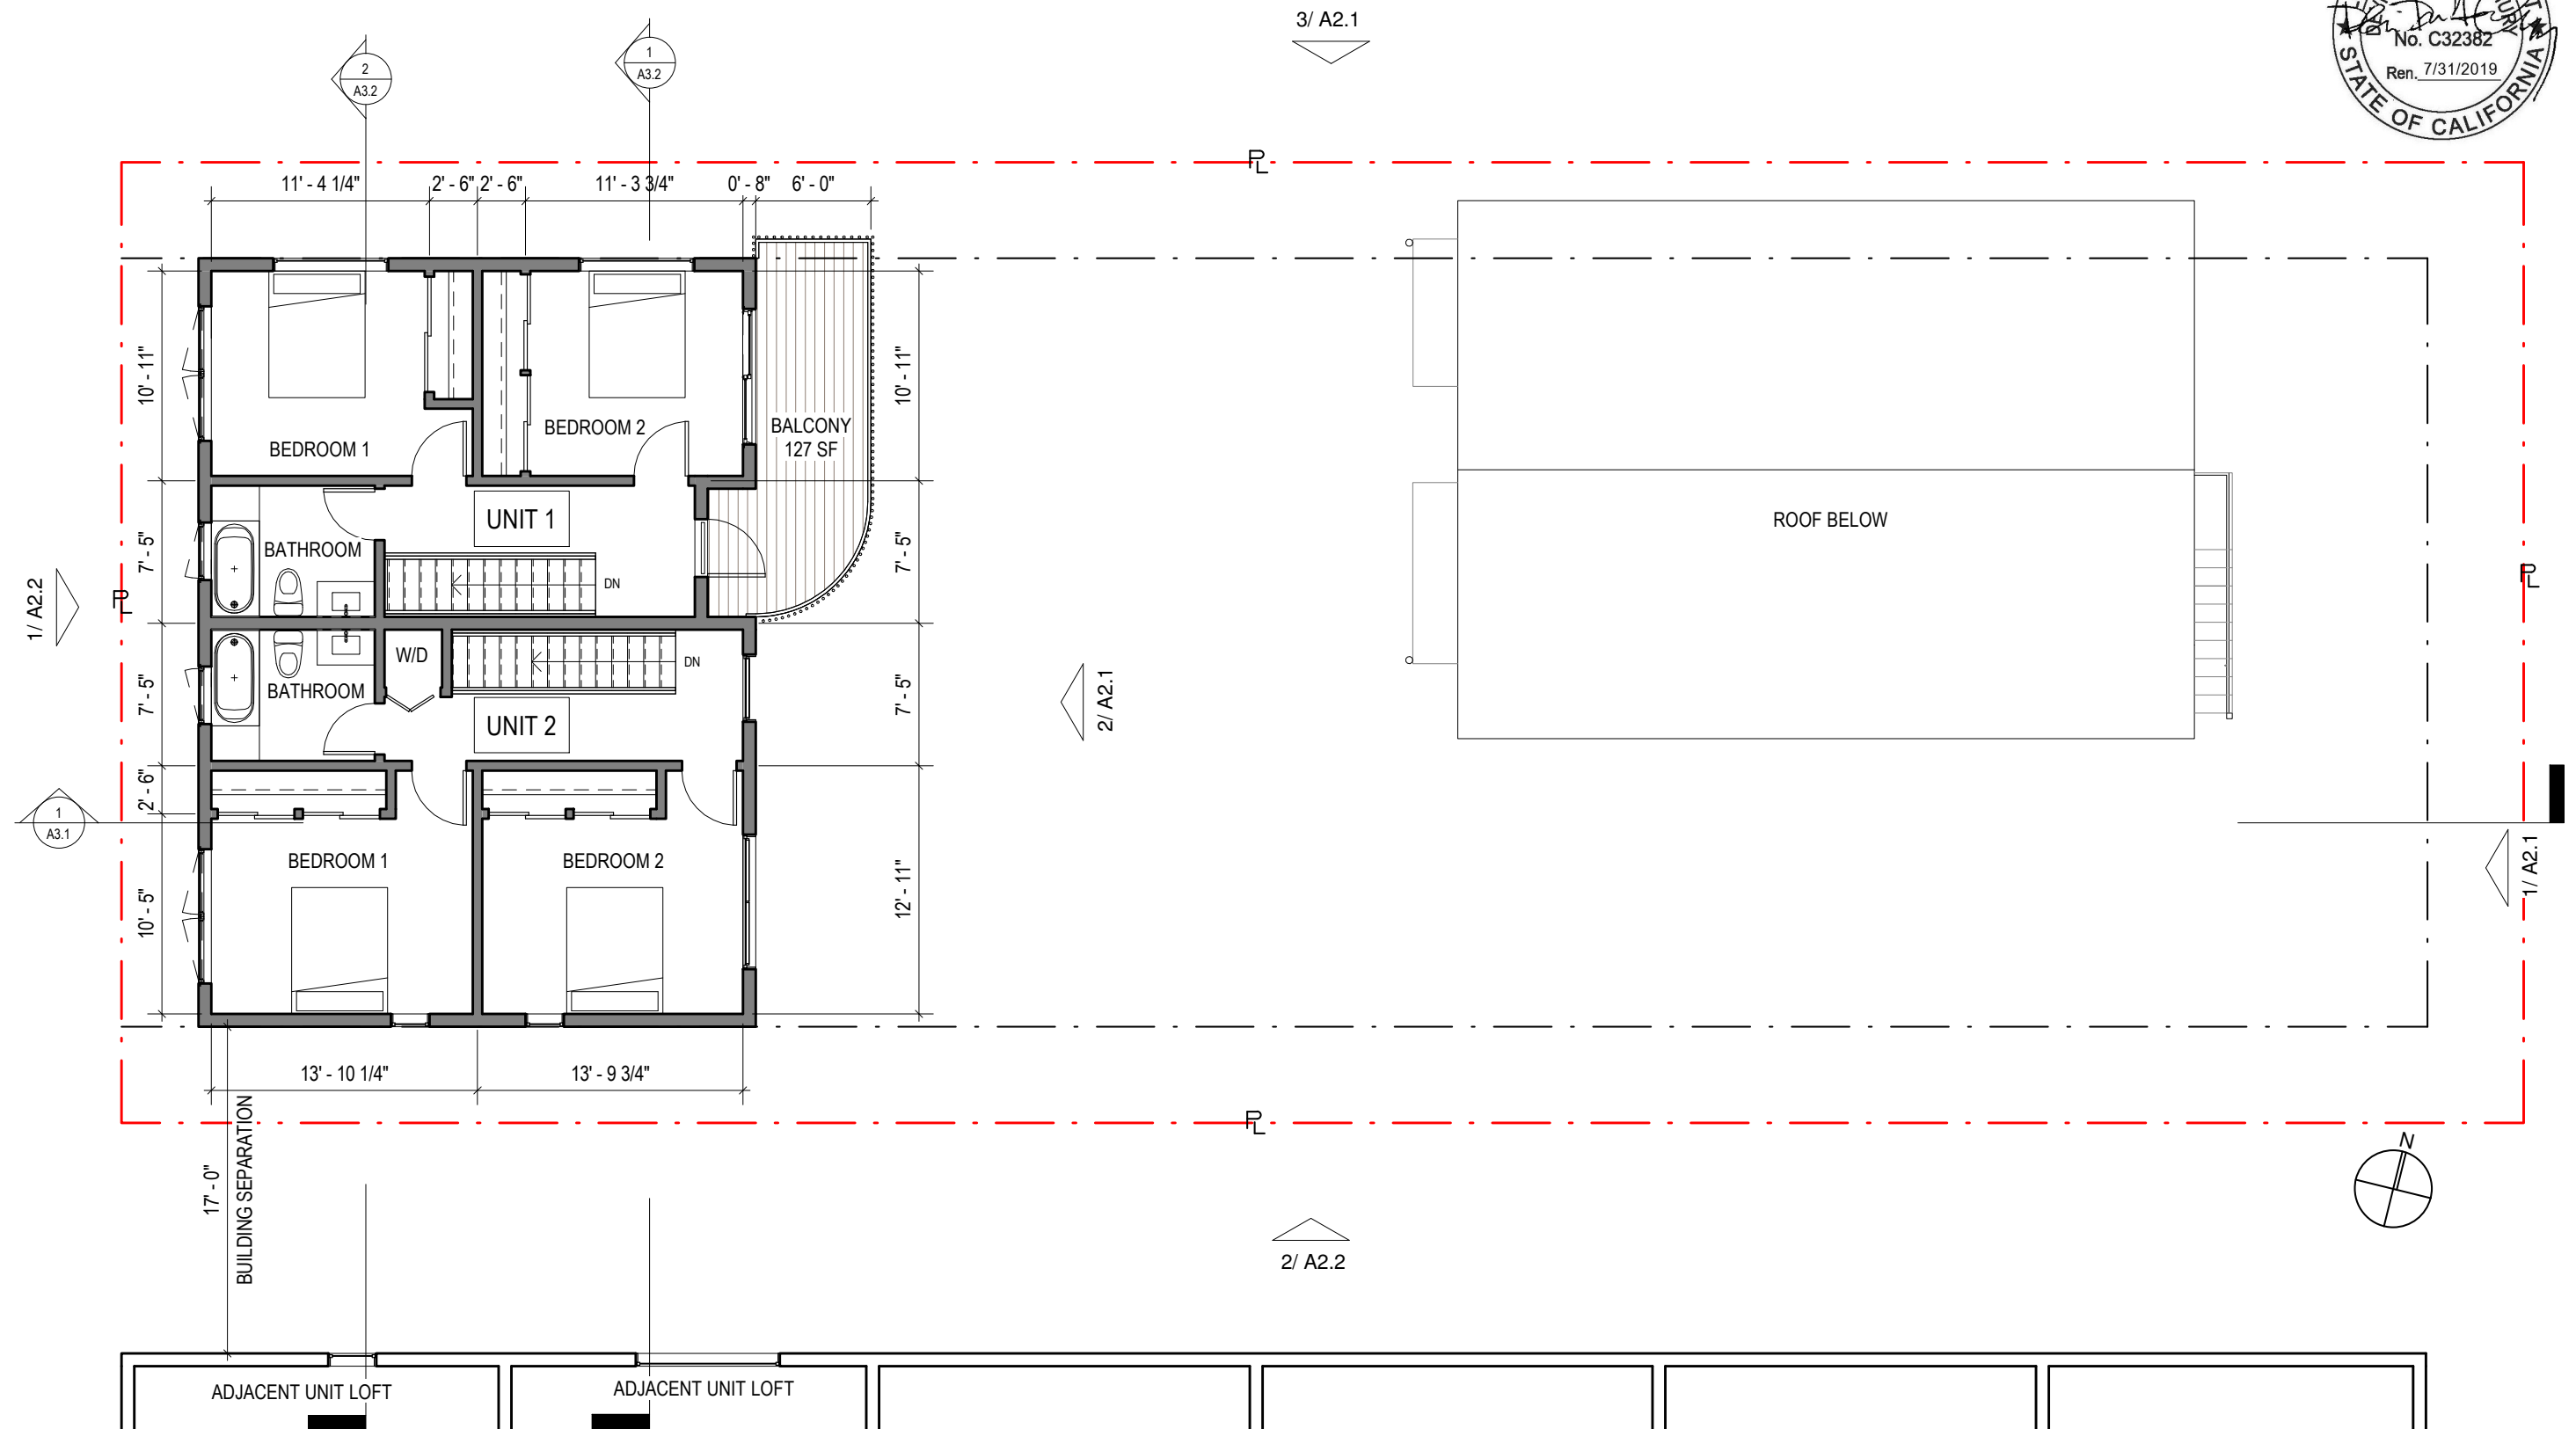 3/ A2.1
No. C32382
Ren. 7/31/2019
STATE OF CALIFORNIA
2
A3.2
1
A3.2
PL
11' - 4 1/4"
2' - 6"
2' - 6"
11' - 3 3/4"
0' - 8"
6' - 0"
10' - 11"
10' - 11"
BEDROOM 1
BEDROOM 2
BALCONY
127 SF
UNIT 1
ROOF BELOW
7' - 5"
BATHROOM
DN
7' - 5"
1/ A2.2
PL
PL
7' - 5"
BATHROOM
W/D
DN
7' - 5"
2/ A2.1
UNIT 2
2' - 6"
1
A3.1
BEDROOM 1
BEDROOM 2
10' - 5"
12' - 11"
1/ A2.1
13' - 10 1/4"
13' - 9 3/4"
PL
N
17' - 0"
BUILDING SEPARATION
2/ A2.2
ADJACENT UNIT LOFT
ADJACENT UNIT LOFT